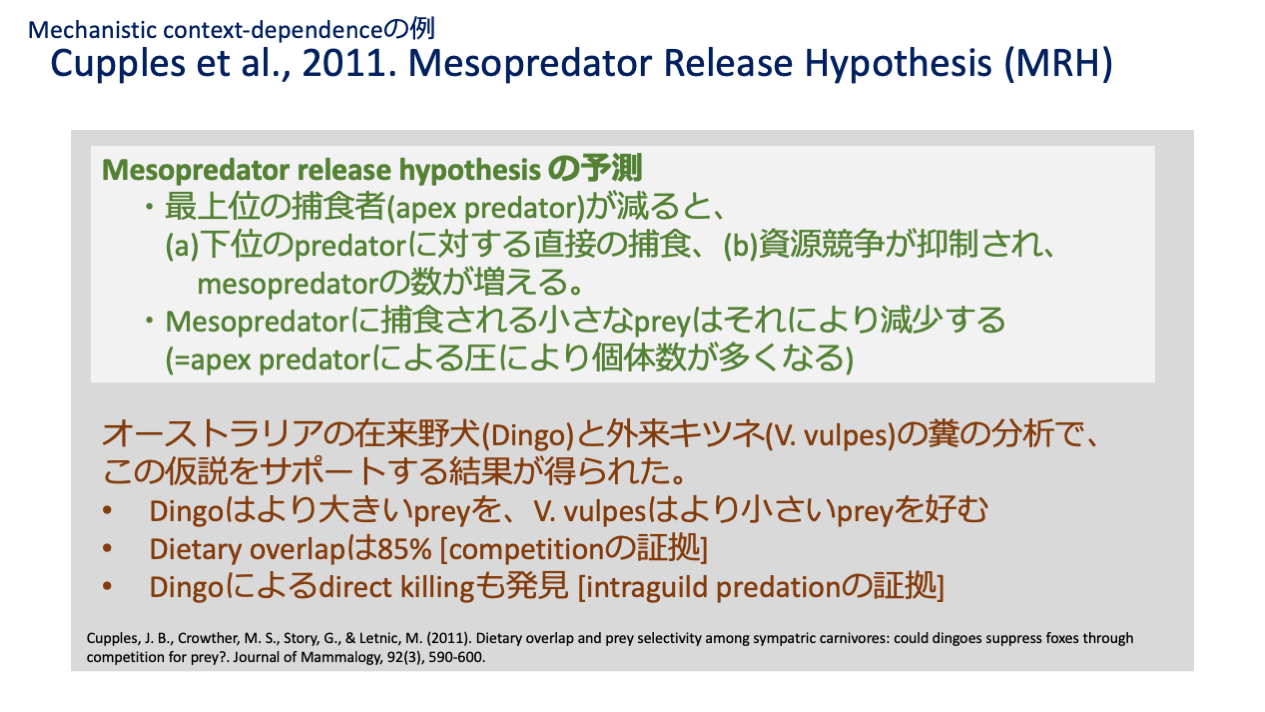 Mechanistic context-dependenceの例
Cupples et al., 2011. Mesopredator Release Hypothesis (MRH)
Mesopredator release hypothesis の予測
・最上位の捕食者(apex predator)が減ると、
(a)下位のpredatorに対する直接の捕食、(b)資源競争が抑制され、
mesopredatorの数が増える。
・Mesopredatorに捕食される小さなpreyはそれにより減少する
(=apex predatorによる圧により個体数が多くなる)
オーストラリアの在来野犬(Dingo)と外来キツネ(V. vulpes)の糞の分析で、
この仮説をサポートする結果が得られた。
• Dingoはより大きいpreyを、V. vulpesはより小さいpreyを好む
• Dietary overlapは85% [competitionの証拠]
• Dingoによるdirect killingも発見 [intraguild predationの証拠]
Cupples, J. B., Crowther, M. S., Story, G., & Letnic, M. (2011). Dietary overlap and prey selectivity among sympatric carnivores: could dingoes suppress foxes through
competition for prey?. Journal of Mammalogy, 92(3), 590-600.